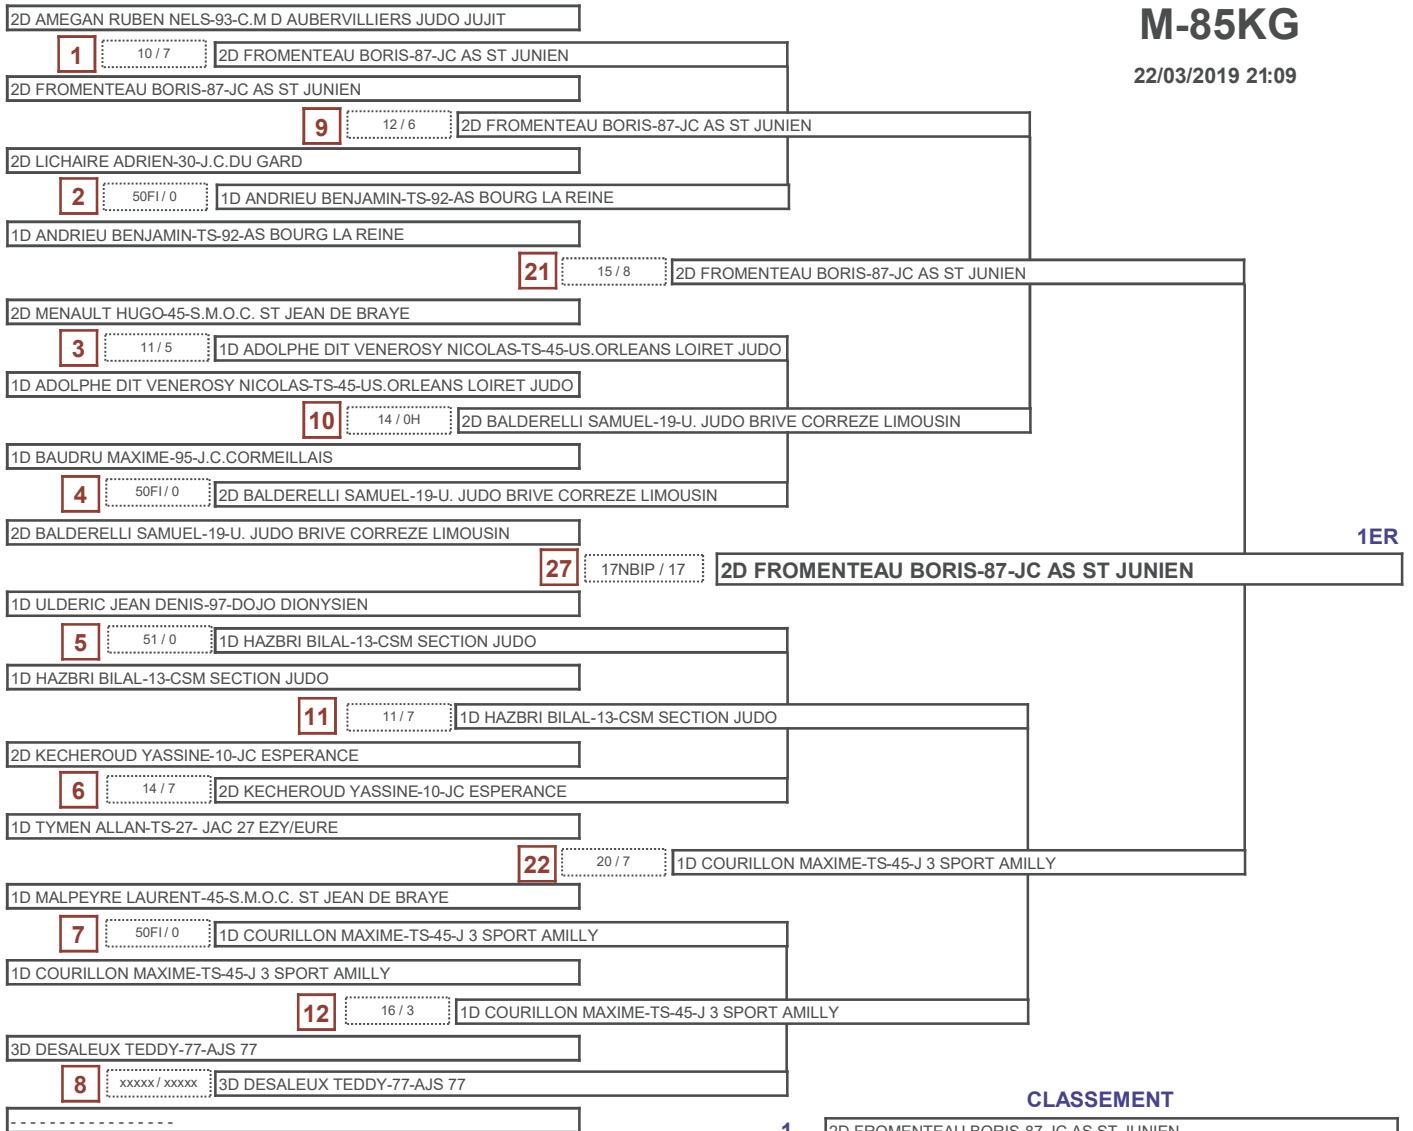 2D AMEGAN RUBEN NELS-93-C.M D AUBERVILLIERS JUDO JUJIT
M-85KG
1 10 / 7 2D FROMENTEAU BORIS-87-JC AS ST JUNIEN
22/03/2019 21:09
2D FROMENTEAU BORIS-87-JC AS ST JUNIEN
9 12 / 6 2D FROMENTEAU BORIS-87-JC AS ST JUNIEN
2D LICHAIRE ADRIEN-30-J.C.DU GARD
2 50FI / 0 1D ANDRIEU BENJAMIN-TS-92-AS BOURG LA REINE
1D ANDRIEU BENJAMIN-TS-92-AS BOURG LA REINE
21 15 / 8 2D FROMENTEAU BORIS-87-JC AS ST JUNIEN
2D MENAULT HUGO-45-S.M.O.C. ST JEAN DE BRAYE
3 11 / 5 1D ADOLPHE DIT VENEROSY NICOLAS-TS-45-US.ORLEANS LOIRET JUDO
1D ADOLPHE DIT VENEROSY NICOLAS-TS-45-US.ORLEANS LOIRET JUDO
10 14 / 0H 2D BALDERELLI SAMUEL-19-U. JUDO BRIVE CORREZE LIMOUSIN
1D BAUDRU MAXIME-95-J.C.CORMEILLAIS
4 50FI / 0 2D BALDERELLI SAMUEL-19-U. JUDO BRIVE CORREZE LIMOUSIN
2D BALDERELLI SAMUEL-19-U. JUDO BRIVE CORREZE LIMOUSIN
1ER
27 17NBIP / 17 2D FROMENTEAU BORIS-87-JC AS ST JUNIEN
1D ULDERIC JEAN DENIS-97-DOJO DIONYSIEN
5 51 / 0 1D HAZBRI BILAL-13-CSM SECTION JUDO
1D HAZBRI BILAL-13-CSM SECTION JUDO
11 11 / 7 1D HAZBRI BILAL-13-CSM SECTION JUDO
2D KECHEROUD YASSINE-10-JC ESPERANCE
6 14 / 7 2D KECHEROUD YASSINE-10-JC ESPERANCE
1D TYMEN ALLAN-TS-27- JAC 27 EZY/EURE
22 20 / 7 1D COURILLON MAXIME-TS-45-J 3 SPORT AMILLY
1D MALPEYRE LAURENT-45-S.M.O.C. ST JEAN DE BRAYE
7 50FI / 0 1D COURILLON MAXIME-TS-45-J 3 SPORT AMILLY
1D COURILLON MAXIME-TS-45-J 3 SPORT AMILLY
12 16 / 3 1D COURILLON MAXIME-TS-45-J 3 SPORT AMILLY
3D DESALEUX TEDDY-77-AJS 77
8 xxxxx / xxxxx 3D DESALEUX TEDDY-77-AJS 77
CLASSEMENT
- - - - - - - - - - - - - - - - -
1 2D FROMENTEAU BORIS-87-JC AS ST JUNIEN